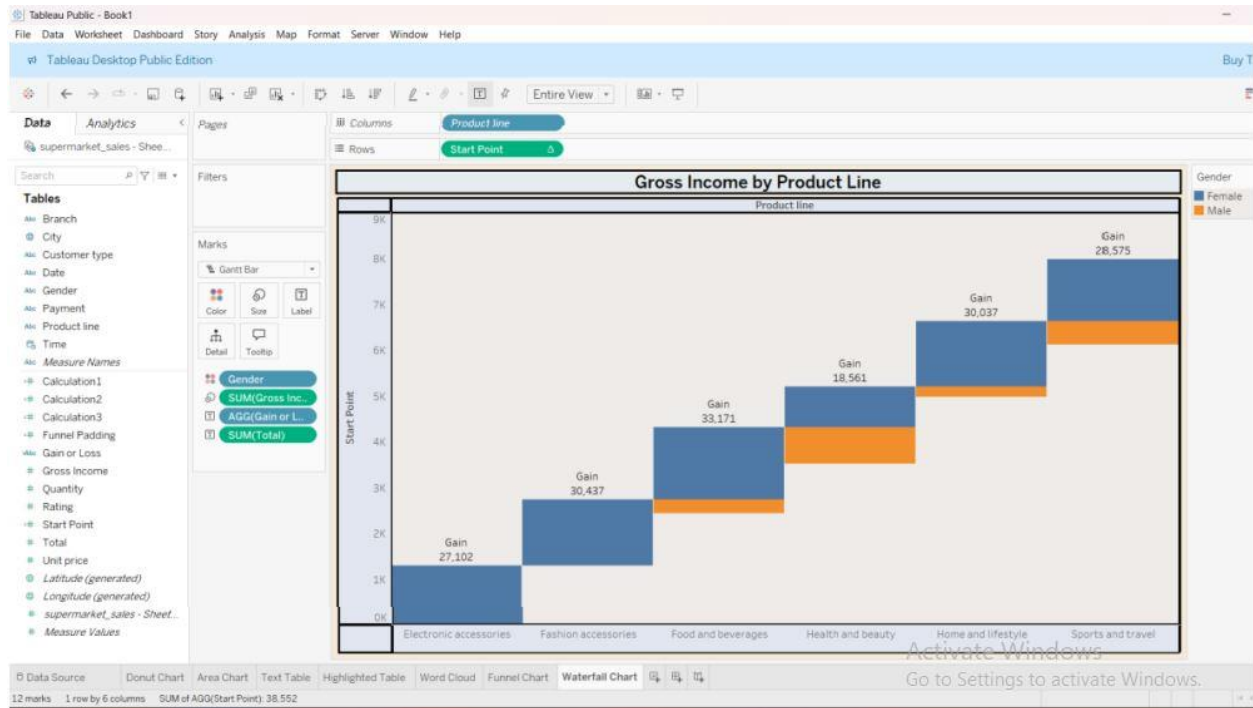 Tableau Public - Book1
File Data Worksheet Dashboard Story Analysis Map Format Server Window Help
Tableau Desktop Public Edition
Buy T
Entire View
Data Analytics
supermarket_sales - Shee...
Search
Tables
Abc Branch
City
Abc Customer type
Abc Date
Abc Gender
Abc Payment
Abc Product line
Time
Abc Measure Names
Calculation1
Calculation2
Calculation3
Funnel Padding
Gain or Loss
# Gross Income
# Quantity
# Rating
Start Point
# Total
# Unit price
Latitude (generated)
Longitude (generated)
# supermarket_sales - Sheet...
# Measure Values
Pages
Filters
Marks
Gantt Bar
Color Size Label
Detail Tooltip
Gender
SUM(Gross Inc..
AGG(Gain or L..
SUM(Total)
Columns Product line
Rows Start Point Δ
Gross Income by Product Line
Product line
Start Point
9K
8K
7K
6K
5K
4K
3K
2K
1K
0K
Gain
27,102
Gain
30,437
Gain
33,171
Gain
18,561
Gain
30,037
Gain
28,575
Electronic accessories Fashion accessories Food and beverages Health and beauty Home and lifestyle Sports and travel
Gender
Female
Male
Activate Windows
Go to Settings to activate Windows.
Data Source Donut Chart Area Chart Text Table Highlighted Table Word Cloud Funnel Chart Waterfall Chart
12 marks 1 row by 6 columns SUM of AGG(Start Point): 38,552